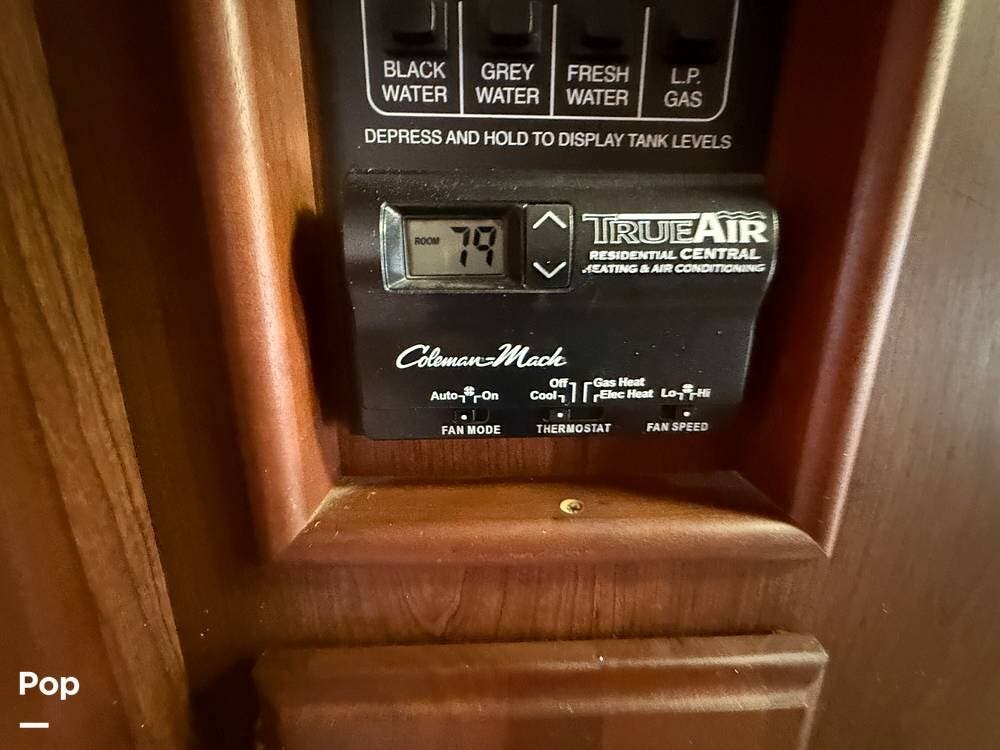 BLACK WATER
GREY WATER
FRESH WATER
L.P. GAS
DEPRESS AND HOLD TO DISPLAY TANK LEVELS
ROOM 79
TRUEAIR
RESIDENTIAL CENTRAL
HEATING & AIR CONDITIONING
Coleman-Mach
Auto On
FAN MODE
Off Gas Heat
Cool Elec Heat
THERMOSTAT
Lo Hi
FAN SPEED
Pop